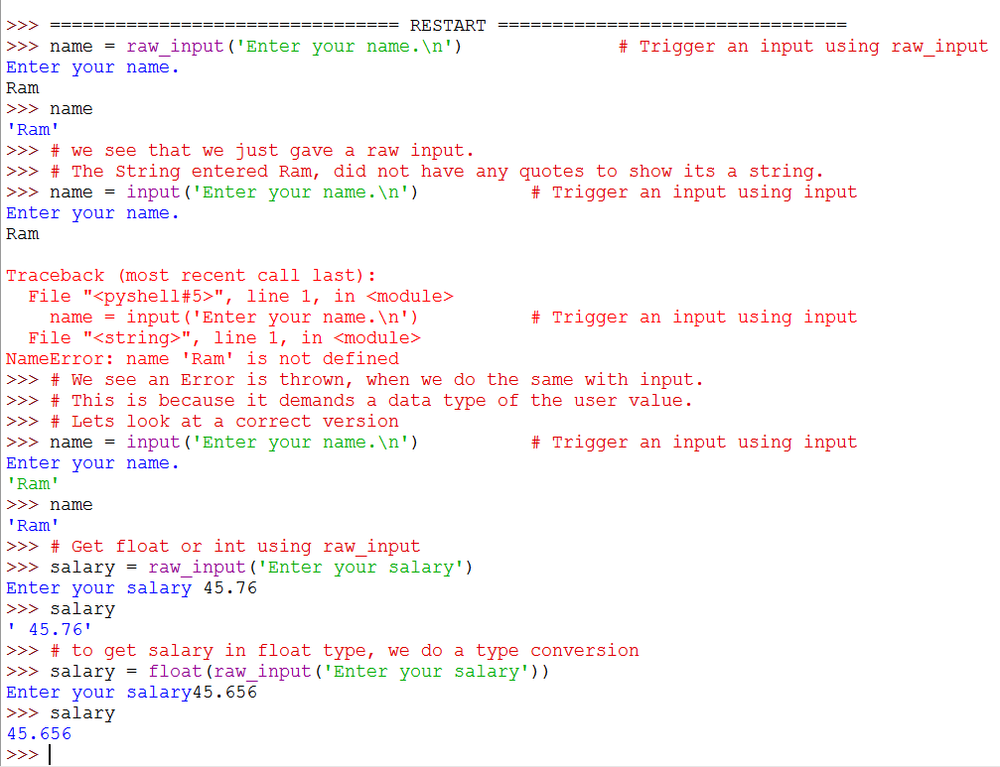 >>> ================================ RESTART ================================
>>> name = raw_input('Enter your name.\n')               # Trigger an input using raw_input
Enter your name.
Ram
>>> name
'Ram'
>>> # we see that we just gave a raw input.
>>> # The String entered Ram, did not have any quotes to show its a string.
>>> name = input('Enter your name.\n')           # Trigger an input using input
Enter your name.
Ram

Traceback (most recent call last):
  File "<pyshell#5>", line 1, in <module>
    name = input('Enter your name.\n')           # Trigger an input using input
  File "<string>", line 1, in <module>
NameError: name 'Ram' is not defined
>>> # We see an Error is thrown, when we do the same with input.
>>> # This is because it demands a data type of the user value.
>>> # Lets look at a correct version
>>> name = input('Enter your name.\n')           # Trigger an input using input
Enter your name.
'Ram'
>>> name
'Ram'
>>> # Get float or int using raw_input
>>> salary = raw_input('Enter your salary')
Enter your salary 45.76
>>> salary
' 45.76'
>>> # to get salary in float type, we do a type conversion
>>> salary = float(raw_input('Enter your salary'))
Enter your salary45.656
>>> salary
45.656
>>>